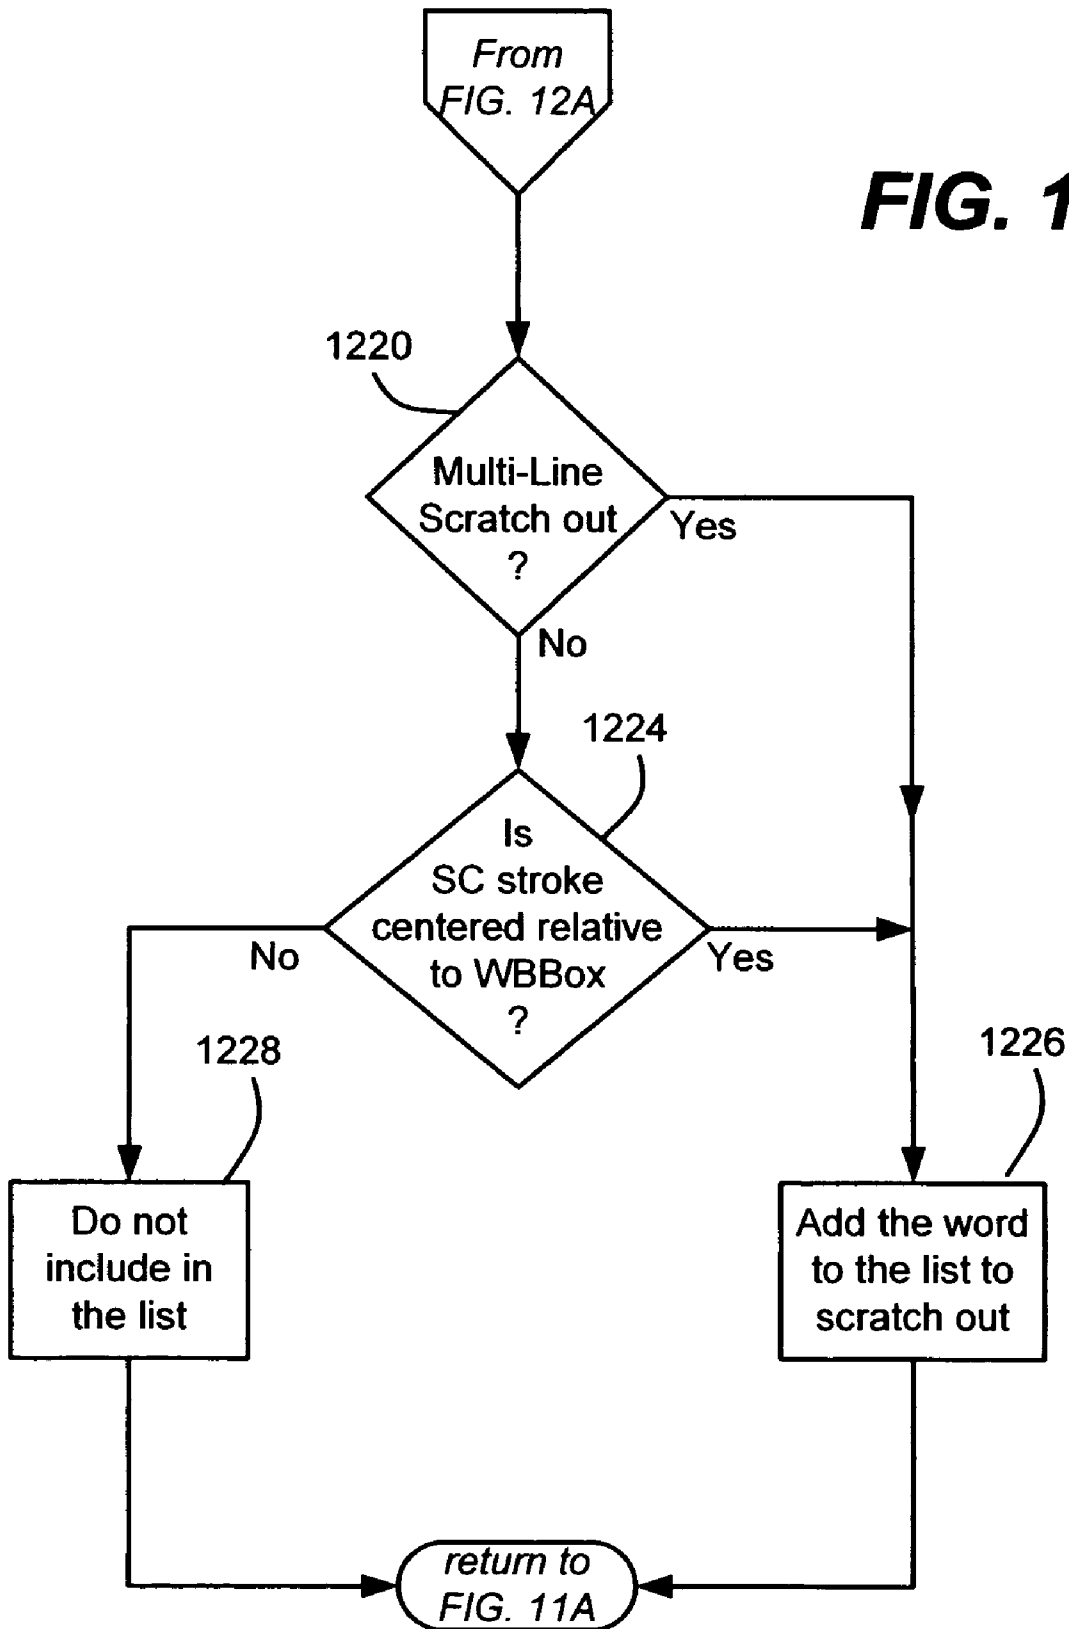 From
FIG. 12A
FIG. 1
1220
Multi-Line
Scratch out
?
Yes
No
1224
Is
SC stroke
centered relative
to WBBox
?
No
Yes
1228
1226
Do not
include in
the list
Add the word
to the list to
scratch out
return to
FIG. 11A